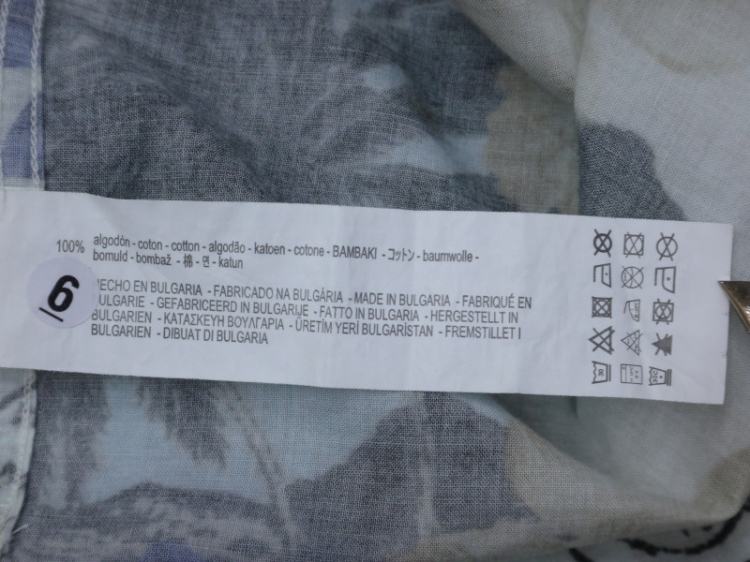 100% algodón - coton - cotton - algodão - katoen - cotone - BAMBAKI - コットン - baumwolle -
bomuld - bombaž - 棉 - 면 - katun
6
HECHO EN BULGARIA - FABRICADO NA BULGÁRIA - MADE IN BULGARIA - FABRIQUÉ EN
BULGARIE - GEFABRICEERD IN BULGARIJE - FATTO IN BULGARIA - HERGESTELLT IN
BULGARIEN - ΚΑΤΑΣΚΕΥΗ ΒΟΥΛΓΑΡΙΑ - ÜRETİM YERİ BULGARİSTAN - FREMSTILLET I
BULGARIEN - DIBUAT DI BULGARIA